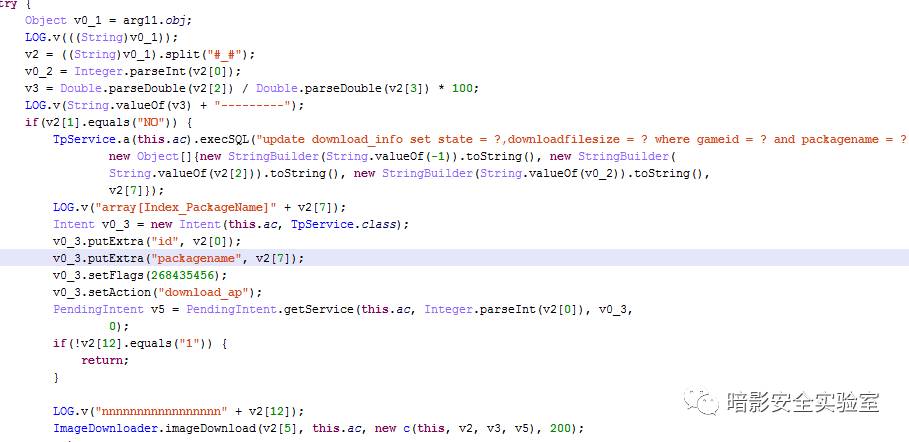 try {
Object v0_1 = arg11.obj;
LOG.v(((String)v0_1));
v2 = ((String)v0_1).split("#_#");
v0_2 = Integer.parseInt(v2[0]);
v3 = Double.parseDouble(v2[2]) / Double.parseDouble(v2[3]) * 100;
LOG.v(String.valueOf(v3) + "---------");
if(v2[1].equals("NO")) {
TpService.a(this.ac).execSQL("update download_info set state = ?,downloadfilesize = ? where gameid = ? and packagename = ?
new Object[]{new StringBuilder(String.valueOf(-1)).toString(), new StringBuilder(
String.valueOf(v2[2])).toString(), new StringBuilder(String.valueOf(v0_2)).toString(),
v2[7]});
LOG.v("array[Index_PackageName]" + v2[7]);
Intent v0_3 = new Intent(this.ac, TpService.class);
v0_3.putExtra("id", v2[0]);
v0_3.putExtra("packagename", v2[7]);
v0_3.setFlags(268435456);
v0_3.setAction("download_ap");
PendingIntent v5 = PendingIntent.getService(this.ac, Integer.parseInt(v2[0]), v0_3,
0);
if(!v2[12].equals("1")) {
return;
}
LOG.v("nnnnnnnnnnnnnnnnn" + v2[12]);
ImageDownloader.imageDownload(v2[5], this.ac, new c(this, v2, v3, v5), 200);
暗影安全实验室